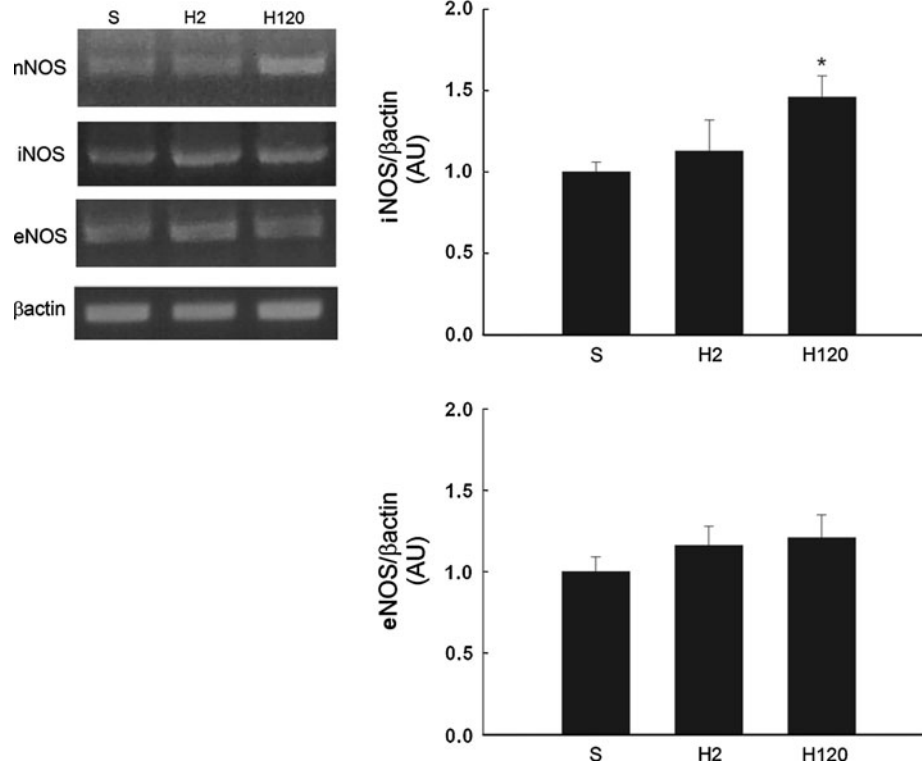 S H2 H120
nNOS
iNOS
eNOS
βactin
iNOS/βactin
(AU)
2.0
1.5
1.0
0.5
0.0
*
S H2 H120
eNOS/βactin
(AU)
2.0
1.5
1.0
0.5
0.0
S H2 H120